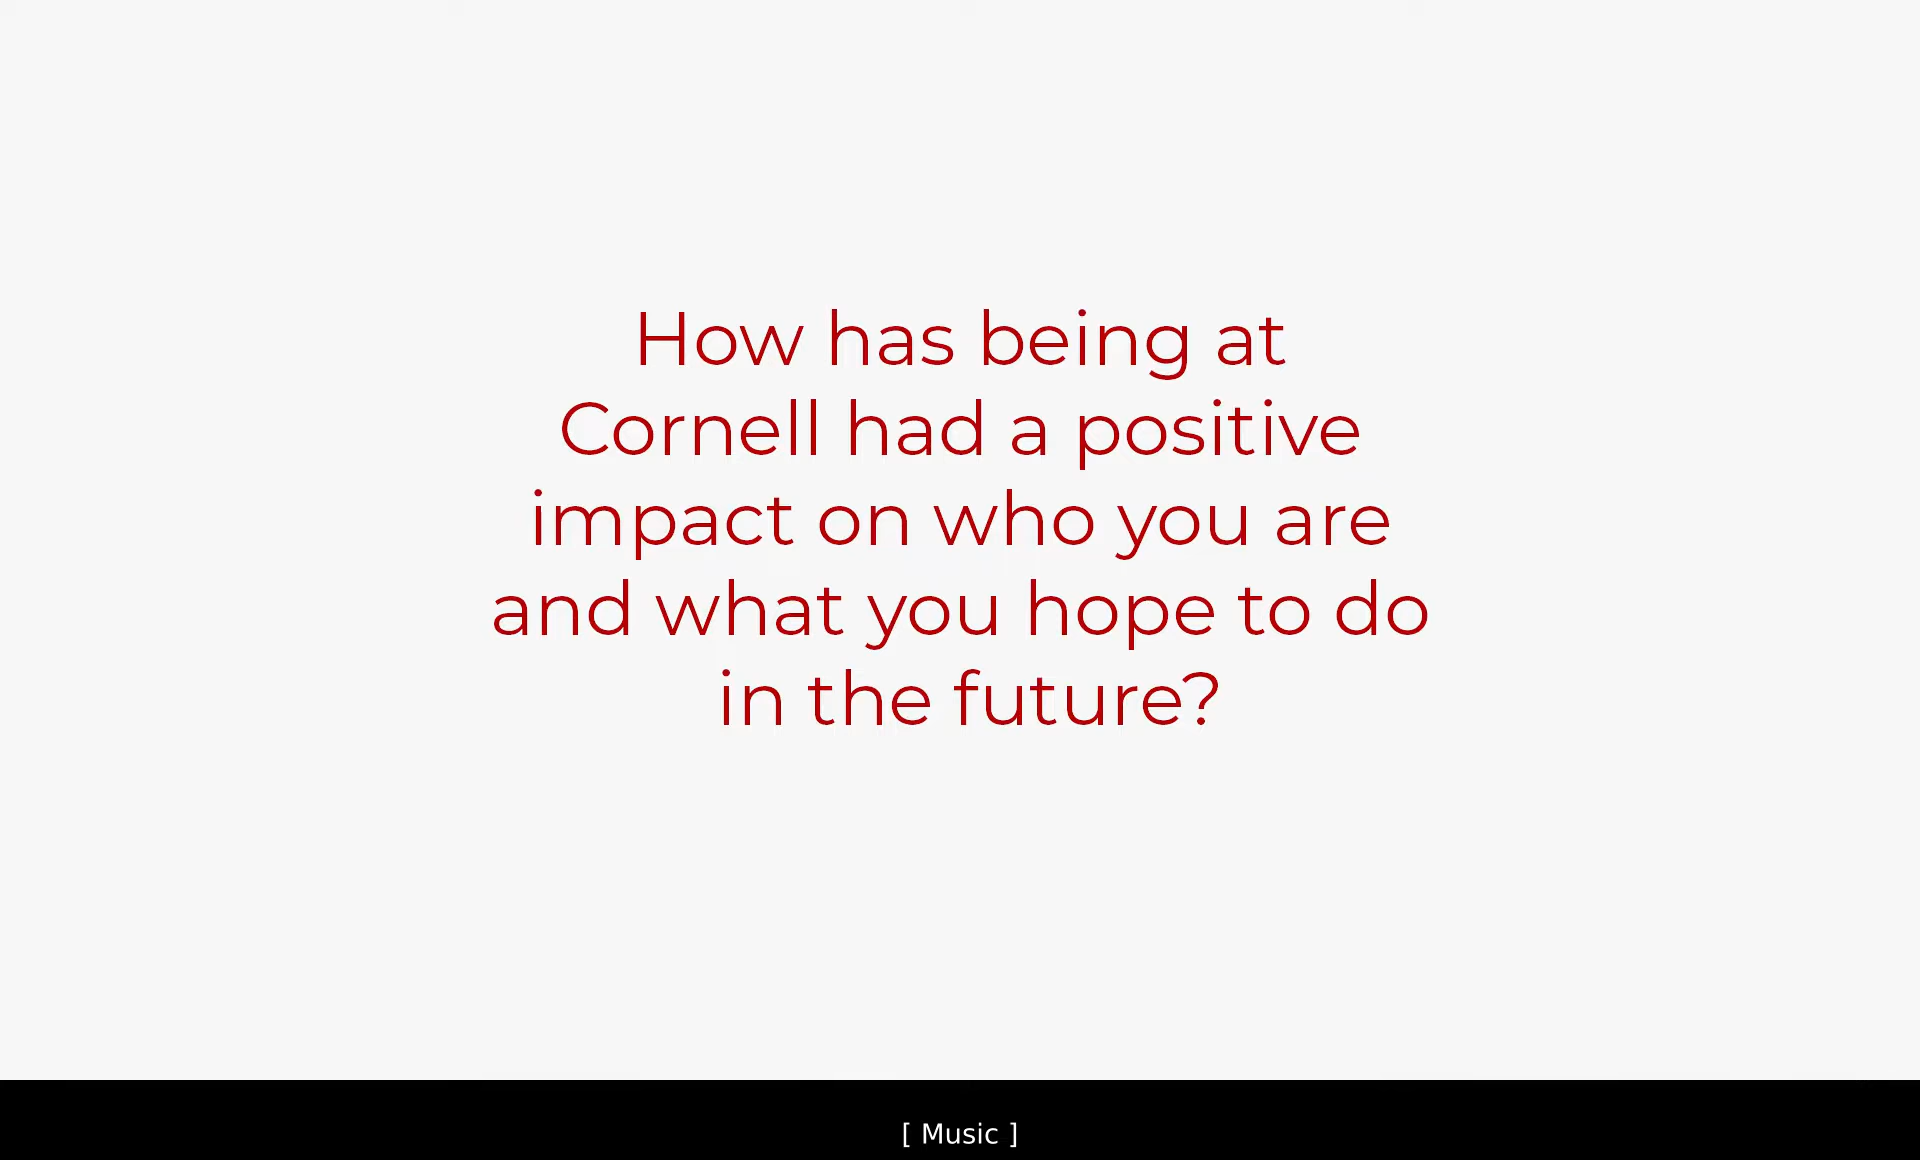 How has being at
Cornell had a positive
impact on who you are
and what you hope to do
in the future?
[ Music ]